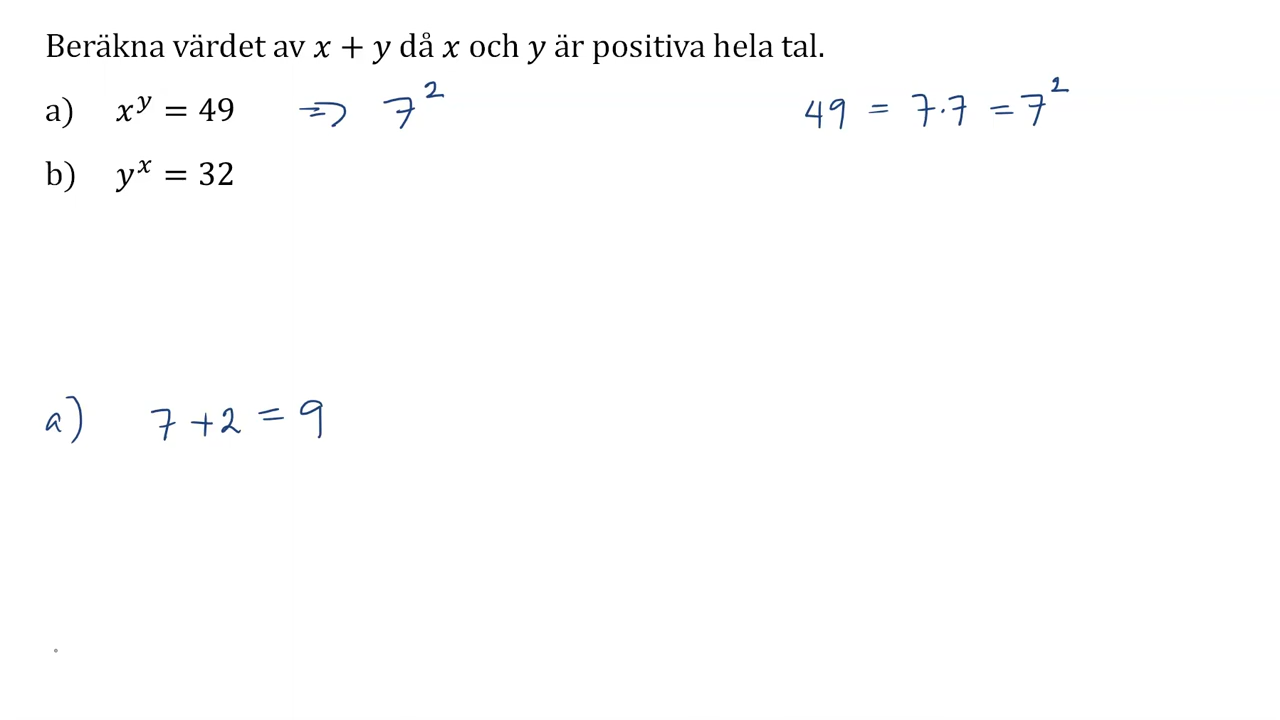 Beräkna värdet av x + y då x och y är positiva hela tal.
a) x^y = 49 => 7^2 49 = 7·7 = 7^2
b) y^x = 32
a) 7 + 2 = 9